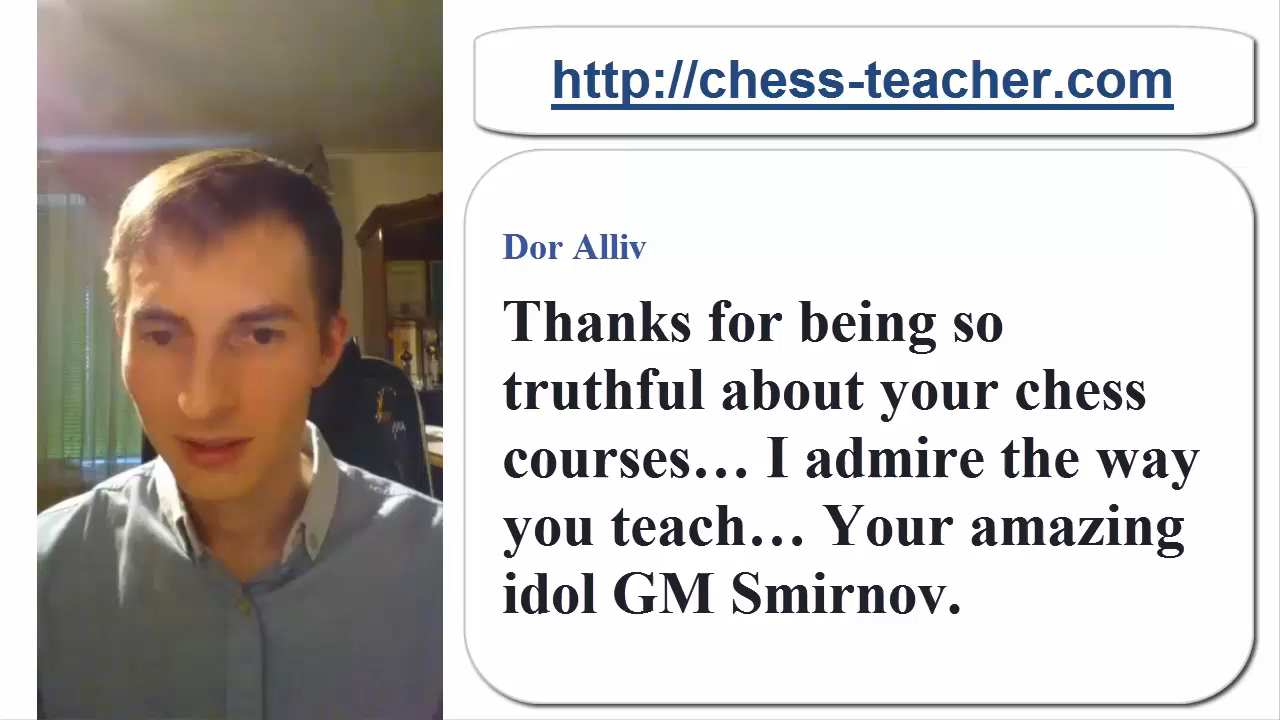 http://chess-teacher.com
Dor Alliv
Thanks for being so
truthful about your chess
courses… I admire the way
you teach… Your amazing
idol GM Smirnov.